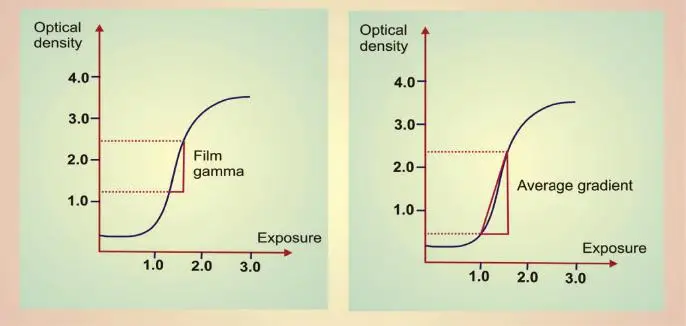 Optical
density
4.0
3.0
2.0
1.0
Film
gamma
Exposure
1.0 2.0 3.0
Optical
density
4.0
3.0
2.0
1.0
Average gradient
Exposure
1.0 2.0 3.0